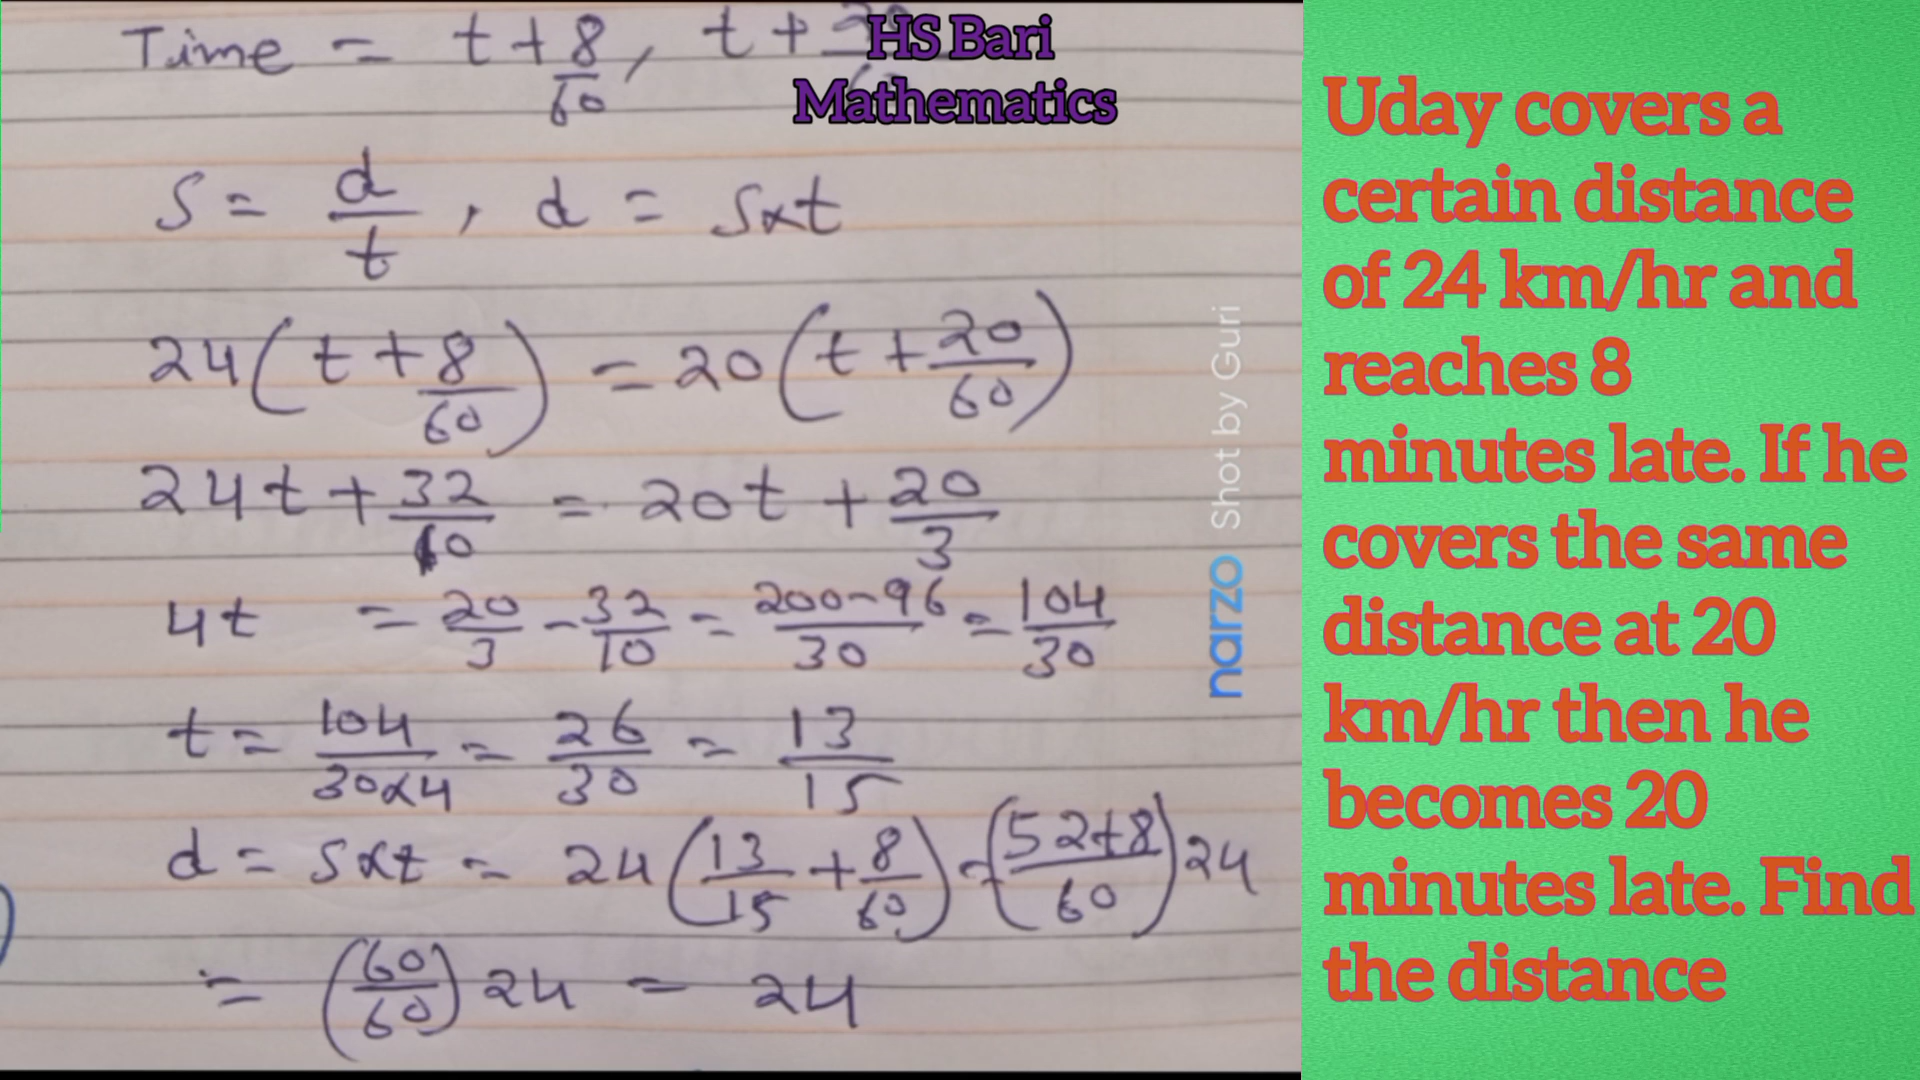 Time = t + 8/60, t +
HS Bari
Mathematics
S = d/t, d = S×t
24(t + 8/60) = 20(t + 20/60)
24t + 32/10 = 20t + 20/3
4t = 20/3 - 32/10 = 200-96/30 = 104/30
t = 104/30×4 = 26/30 = 13/15
d = S×t = 24(13/15 + 8/60) = (52+8/60)24
= (60/60)24 = 24
narzo Shot by Guri
Uday covers a
certain distance
of 24 km/hr and
reaches 8
minutes late. If he
covers the same
distance at 20
km/hr then he
becomes 20
minutes late. Find
the distance